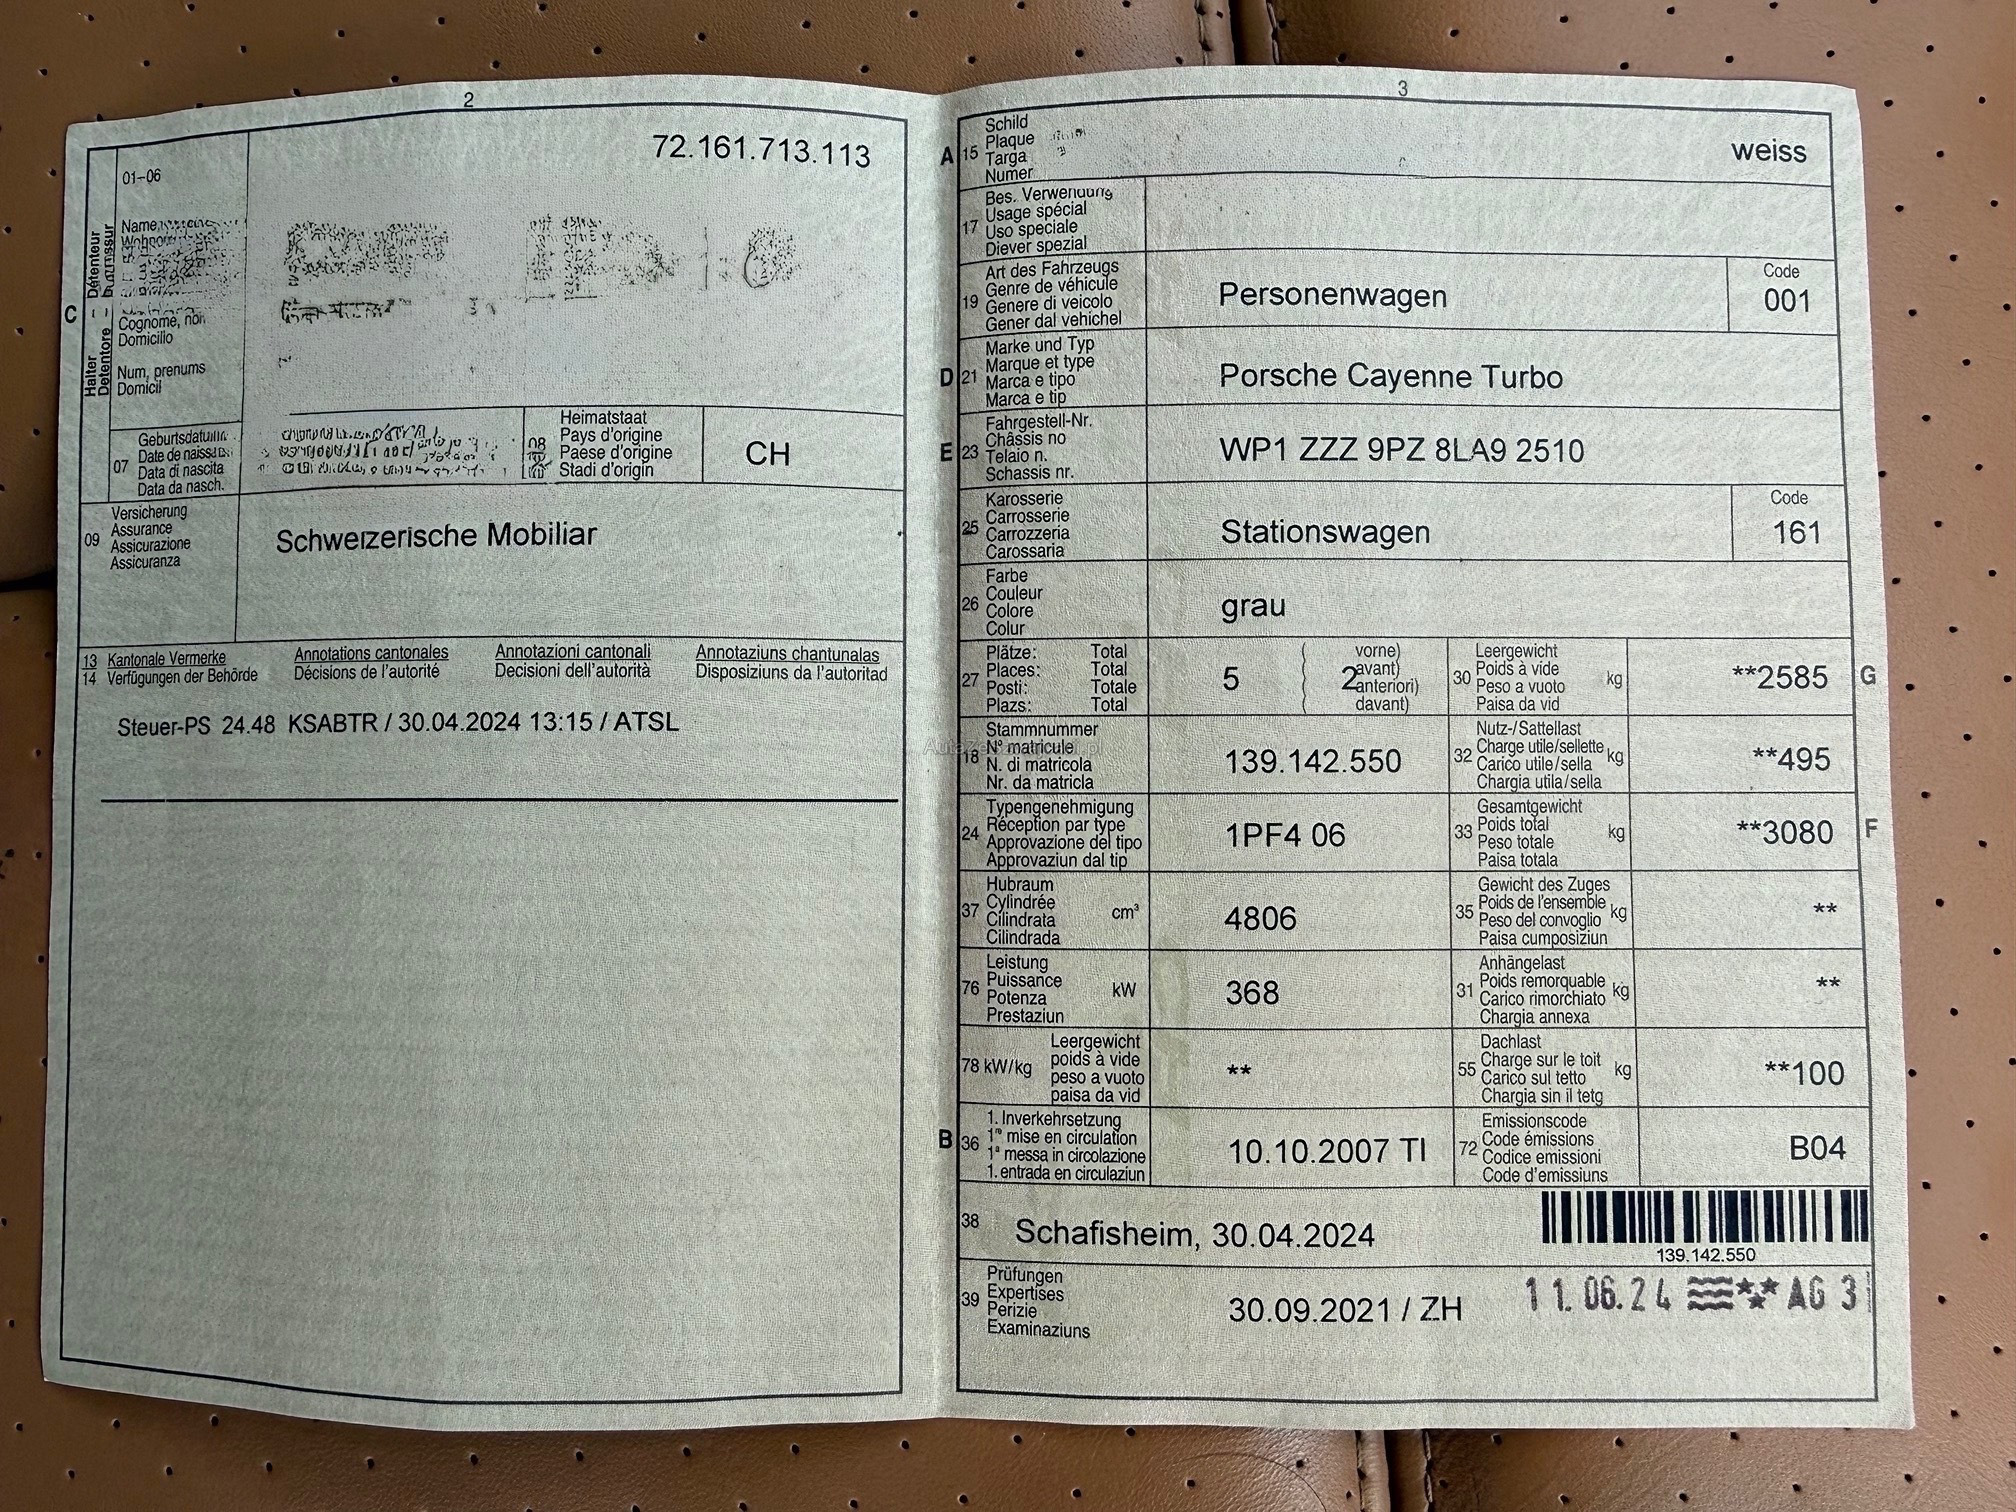 2
72.161.713.113
01–06
Name,
C
Halter Détenteur
Detentore
Cognome,
Domicilio
Num, prenums
Domicil
07
Date de
Data di nascita
Data da nasch.
08
Heimatstaat
Pays d'origine
Paese d'origine
Stadi d'origin
CH
09
Versicherung
Assurance
Assicurazione
Assicuranza
Schweizerische Mobiliar
13 Kantonale Vermerke Annotations cantonales Annotazioni cantonali Annotaziuns chantunalas
14 Verfügungen der Behörde Décisions de l'autorité Decisioni dell'autorità Disposiziuns da l'autoritad
Steuer-PS 24.48 KSABTR / 30.04.2024 13:15 / ATSL
3
A 15
Schild
Plaque
Targa
Numer
weiss
17
Bes. Verwendung
Usage spécial
Uso speciale
Diever spezial
19
Art des Fahrzeugs
Genre de véhicule
Genere di veicolo
Gener dal vehichel
Personenwagen
Code
001
D 21
Marke und Typ
Marque et type
Marca e tipo
Marca e tip
Porsche Cayenne Turbo
E 23
Fahrgestell-Nr.
Châssis no
Telaio n.
Schassis nr.
WP1 ZZZ 9PZ 8LA9 2510
25
Karosserie
Carrosserie
Carrozzeria
Carossaria
Stationswagen
Code
161
26
Farbe
Couleur
Colore
Colur
grau
27
Plätze: Total
Places: Total
Posti: Totale
Plazs: Total
5
( vorne)
( 2 avant)
( anteriori)
( davant)
30
Leergewicht
Poids à vide
Peso a vuoto
Paisa da vid
kg
**2585
G
18
Stammnummer
N° matricule
N. di matricola
Nr. da matricla
139.142.550
32
Nutz-/Sattellast
Charge utile/sellette
Carico utile/sella
Chargia utila/sella
kg
**495
24
Typengenehmigung
Réception par type
Approvazione del tipo
Approvaziun dal tip
1PF4 06
33
Gesamtgewicht
Poids total
Peso totale
Paisa totala
kg
**3080
F
37
Hubraum
Cylindrée
Cilindrata
Cilindrada
cm³
4806
35
Gewicht des Zuges
Poids de l'ensemble
Peso del convoglio
Paisa cumposiziun
kg
**
76
Leistung
Puissance
Potenza
Prestaziun
kW
368
31
Anhängelast
Poids remorquable
Carico rimorchiato
Chargia annexa
kg
**
78 kW/kg
Leergewicht
poids à vide
peso a vuoto
paisa da vid
**
55
Dachlast
Charge sur le toit
Carico sul tetto
Chargia sin il tetg
kg
**100
B 36
1. Inverkehrsetzung
1re mise en circulation
1a messa in circolazione
1. entrada en circulaziun
10.10.2007 TI
72
Emissionscode
Code émissions
Codice emissioni
Code d'emissiuns
B04
38
Schafisheim, 30.04.2024
139.142.550
39
Prüfungen
Expertises
Perizie
Examinaziuns
30.09.2021 / ZH
11.06.24 AG 31